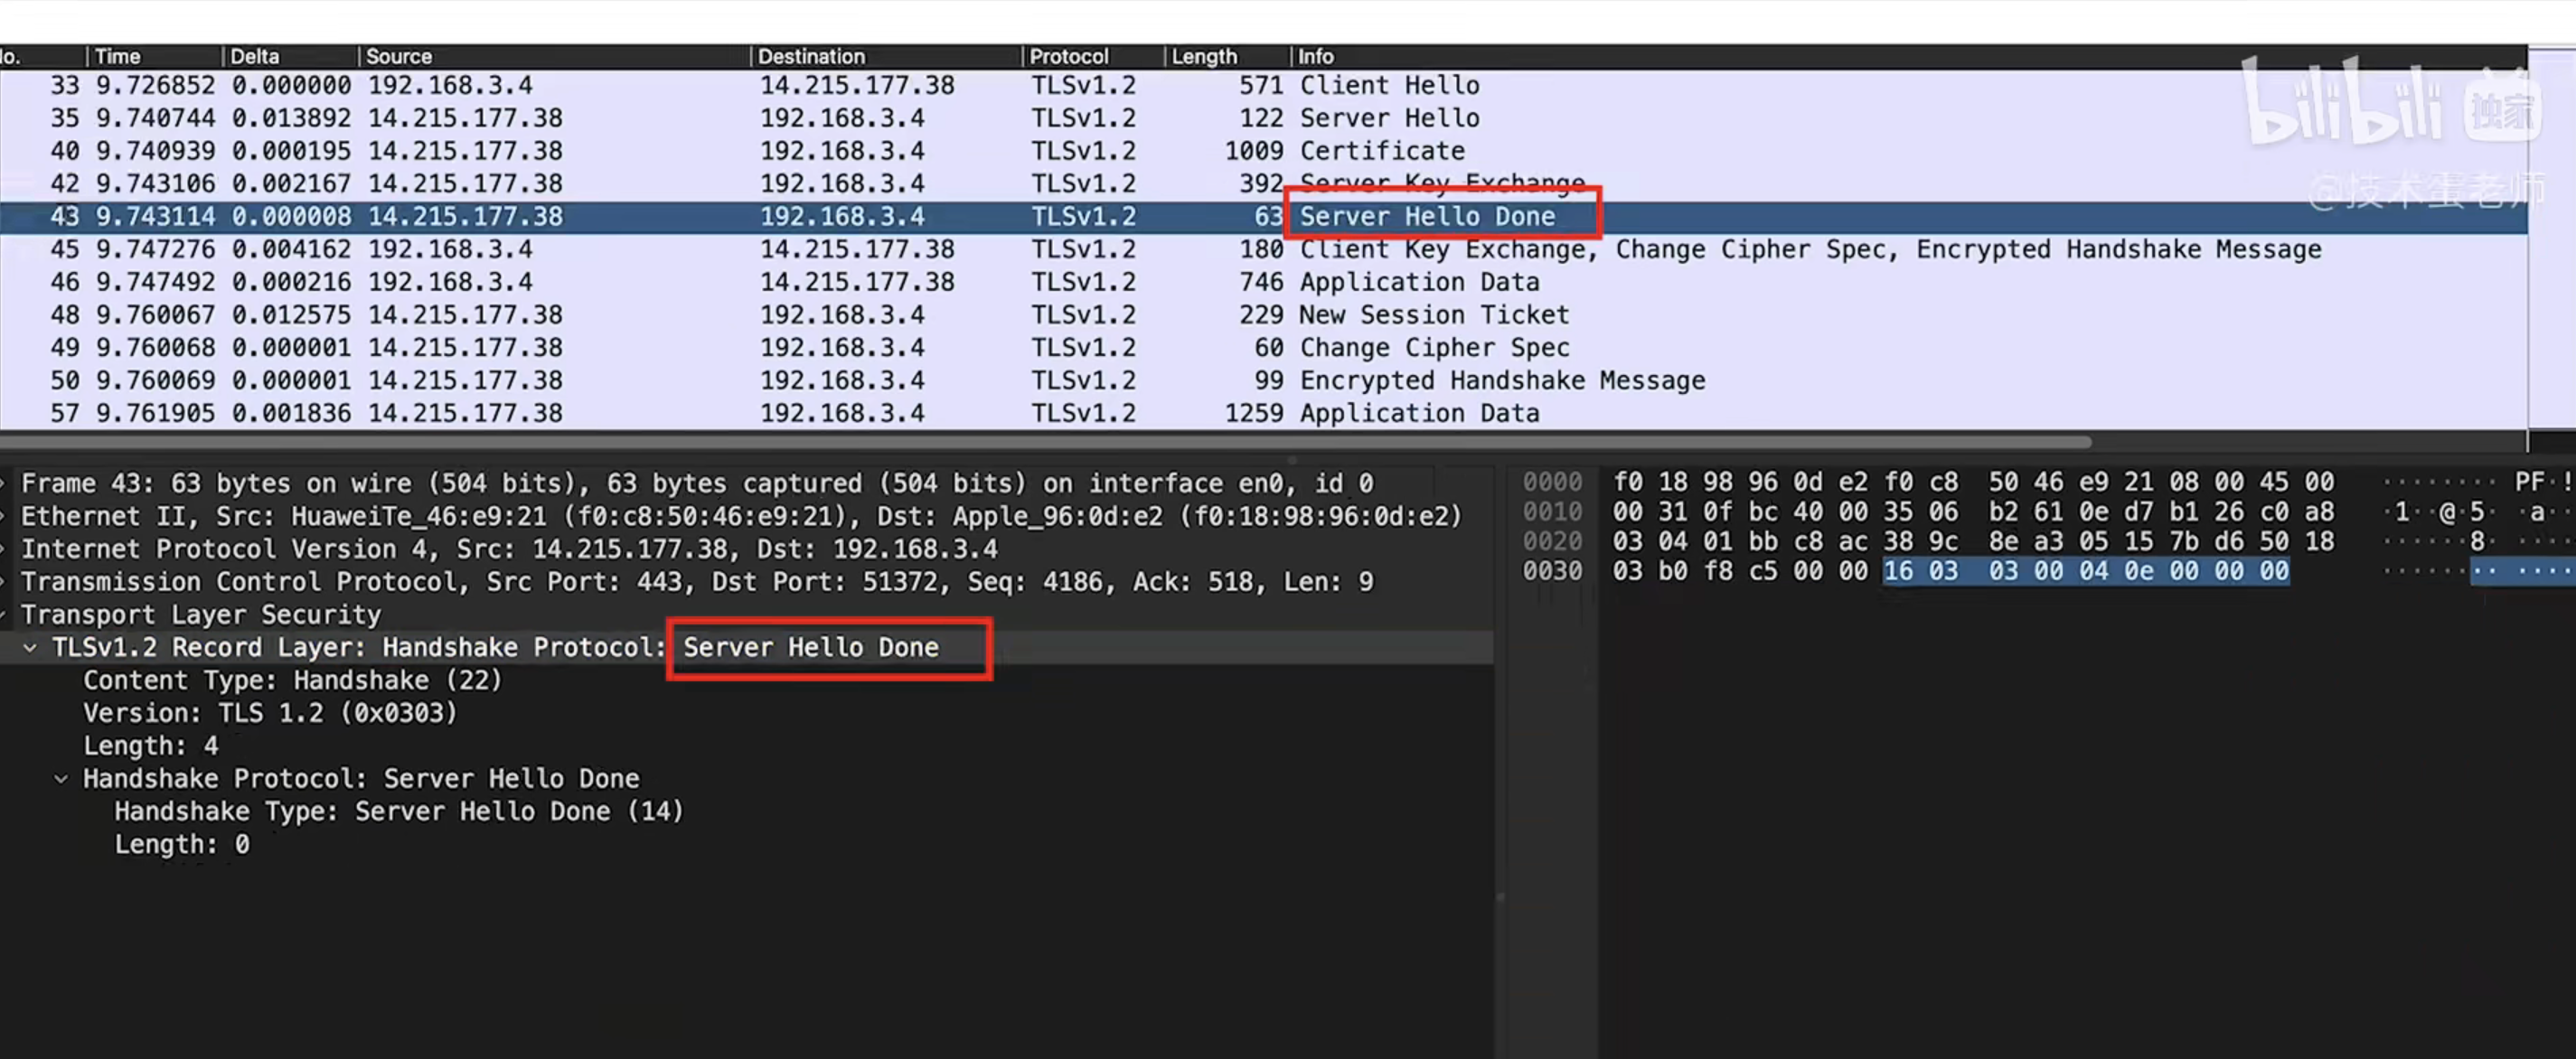 No. Time Delta Source Destination Protocol Length Info
33 9.726852 0.000000 192.168.3.4 14.215.177.38 TLSv1.2 571 Client Hello
35 9.740744 0.013892 14.215.177.38 192.168.3.4 TLSv1.2 122 Server Hello
40 9.740939 0.000195 14.215.177.38 192.168.3.4 TLSv1.2 1009 Certificate
42 9.743106 0.002167 14.215.177.38 192.168.3.4 TLSv1.2 392 Server Key Exchange
43 9.743114 0.000008 14.215.177.38 192.168.3.4 TLSv1.2 63 Server Hello Done
45 9.747276 0.004162 192.168.3.4 14.215.177.38 TLSv1.2 180 Client Key Exchange, Change Cipher Spec, Encrypted Handshake Message
46 9.747492 0.000216 192.168.3.4 14.215.177.38 TLSv1.2 746 Application Data
48 9.760067 0.012575 14.215.177.38 192.168.3.4 TLSv1.2 229 New Session Ticket
49 9.760068 0.000001 14.215.177.38 192.168.3.4 TLSv1.2 60 Change Cipher Spec
50 9.760069 0.000001 14.215.177.38 192.168.3.4 TLSv1.2 99 Encrypted Handshake Message
57 9.761905 0.001836 14.215.177.38 192.168.3.4 TLSv1.2 1259 Application Data
bilibili 独家
@技术蛋老师
Frame 43: 63 bytes on wire (504 bits), 63 bytes captured (504 bits) on interface en0, id 0
Ethernet II, Src: HuaweiTe_46:e9:21 (f0:c8:50:46:e9:21), Dst: Apple_96:0d:e2 (f0:18:98:96:0d:e2)
Internet Protocol Version 4, Src: 14.215.177.38, Dst: 192.168.3.4
Transmission Control Protocol, Src Port: 443, Dst Port: 51372, Seq: 4186, Ack: 518, Len: 9
Transport Layer Security
TLSv1.2 Record Layer: Handshake Protocol: Server Hello Done
Content Type: Handshake (22)
Version: TLS 1.2 (0x0303)
Length: 4
Handshake Protocol: Server Hello Done
Handshake Type: Server Hello Done (14)
Length: 0
0000 f0 18 98 96 0d e2 f0 c8 50 46 e9 21 08 00 45 00 ········ PF·!
0010 00 31 0f bc 40 00 35 06 b2 61 0e d7 b1 26 c0 a8 ·1··@·5· ·a··
0020 03 04 01 bb c8 ac 38 9c 8e a3 05 15 7b d6 50 18 ······8· ····
0030 03 b0 f8 c5 00 00 16 03 03 00 04 0e 00 00 00 ········ ····